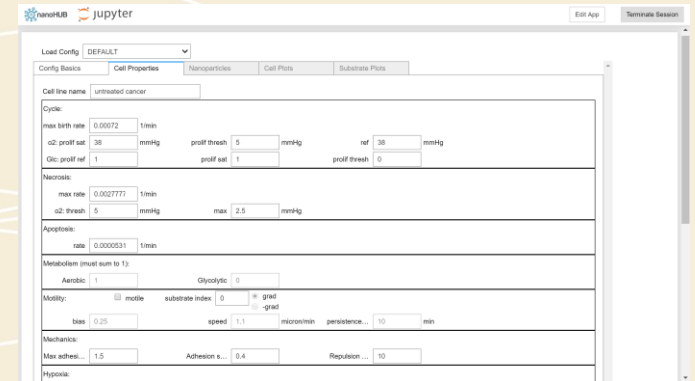 nanoHUB jupyter Edit App Terminate Session
Load Config DEFAULT
Config Basics Cell Properties Nanoparticles Cell Plots Substrate Plots
Cell line name untreated cancer
Cycle:
max birth rate 0.00072 1/min
o2: prolif sat 38 mmHg prolif thresh 5 mmHg ref 38 mmHg
Glc: prolif ref 1 prolif sat 1 prolif thresh 0
Necrosis:
max rate 0.0027777 1/min
o2: thresh 5 mmHg max 2.5 mmHg
Apoptosis:
rate 0.0000531 1/min
Metabolism (must sum to 1):
Aerobic 1 Glycolytic 0
Motility: motile substrate index 0 grad
-grad
bias 0.25 speed 1.1 micron/min persistence... 10 min
Mechanics:
Max adhesi... 1.5 Adhesion s... 0.4 Repulsion ... 10
Hypoxia: